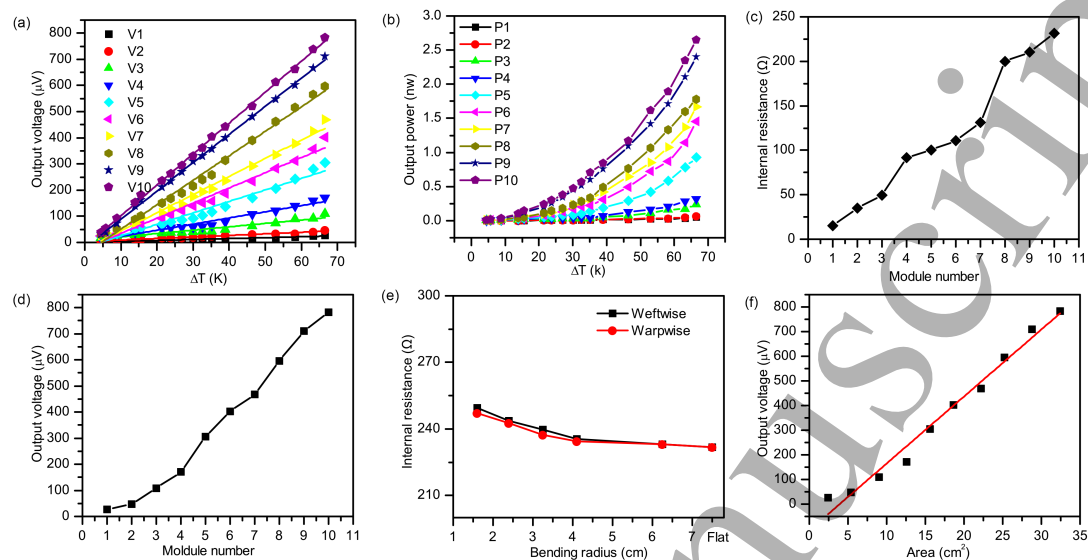 (a)
Output voltage (μV)
800
700
600
500
400
300
200
100
0
V1
V2
V3
V4
V5
V6
V7
V8
V9
V10
0 10 20 30 40 50 60 70
ΔT (K)
(b)
Output power (nw)
3.0
2.5
2.0
1.5
1.0
0.5
0.0
P1
P2
P3
P4
P5
P6
P7
P8
P9
P10
0 10 20 30 40 50 60 70
ΔT (k)
(c)
Internal resistance (Ω)
250
200
150
100
50
0
0 1 2 3 4 5 6 7 8 9 10 11
Module number
(d)
Output voltage (μV)
800
700
600
500
400
300
200
100
0
0 1 2 3 4 5 6 7 8 9 10 11
Moldule number
(e)
Internal resistance (Ω)
300
270
240
210
Weftwise
Warpwise
1 2 3 4 5 6 7 Flat
Bending radius (cm)
(f)
Output voltage (μV)
800
700
600
500
400
300
200
100
0
0 5 10 15 20 25 30 35
Area (cm²)
nuscrip